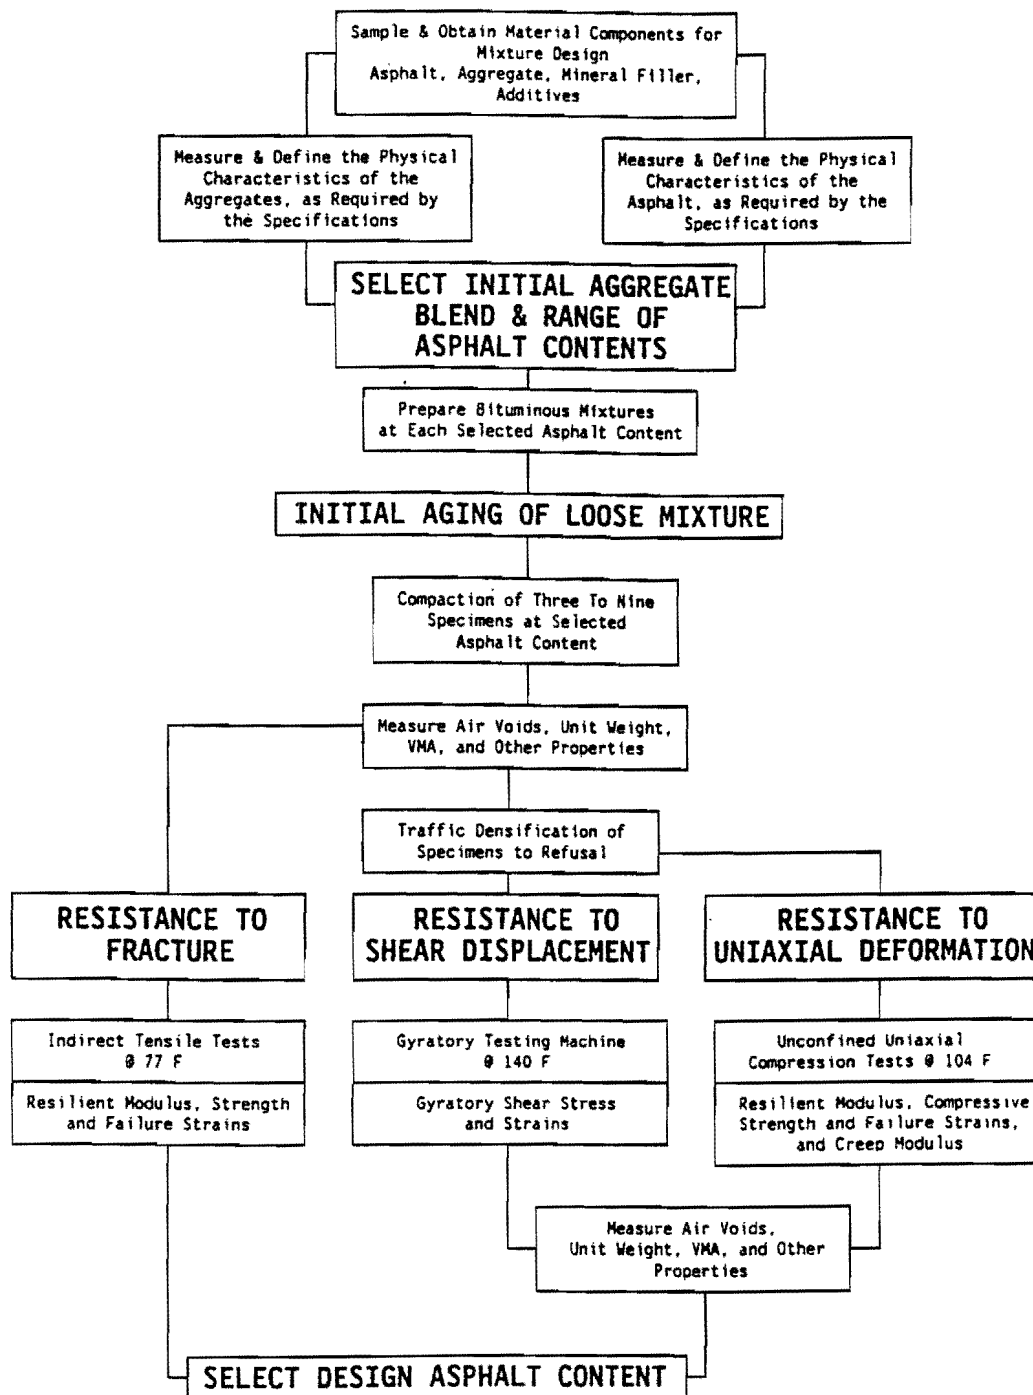 Sample & Obtain Material Components for
Mixture Design
Asphalt, Aggregate, Mineral Filler,
Additives
Measure & Define the Physical
Characteristics of the
Aggregates, as Required by
the Specifications
Measure & Define the Physical
Characteristics of the
Asphalt, as Required by the
Specifications
SELECT INITIAL AGGREGATE
BLEND & RANGE OF
ASPHALT CONTENTS
Prepare Bituminous Mixtures
at Each Selected Asphalt Content
INITIAL AGING OF LOOSE MIXTURE
Compaction of Three To Nine
Specimens at Selected
Asphalt Content
Measure Air Voids, Unit Weight,
VMA, and Other Properties
Traffic Densification of
Specimens to Refusal
RESISTANCE TO
FRACTURE
RESISTANCE TO
SHEAR DISPLACEMENT
RESISTANCE TO
UNIAXIAL DEFORMATION
Indirect Tensile Tests
@ 77 F
Resilient Modulus, Strength
and Failure Strains
Gyratory Testing Machine
@ 140 F
Gyratory Shear Stress
and Strains
Unconfined Uniaxial
Compression Tests @ 104 F
Resilient Modulus, Compressive
Strength and Failure Strains,
and Creep Modulus
Measure Air Voids,
Unit Weight, VMA, and Other
Properties
SELECT DESIGN ASPHALT CONTENT